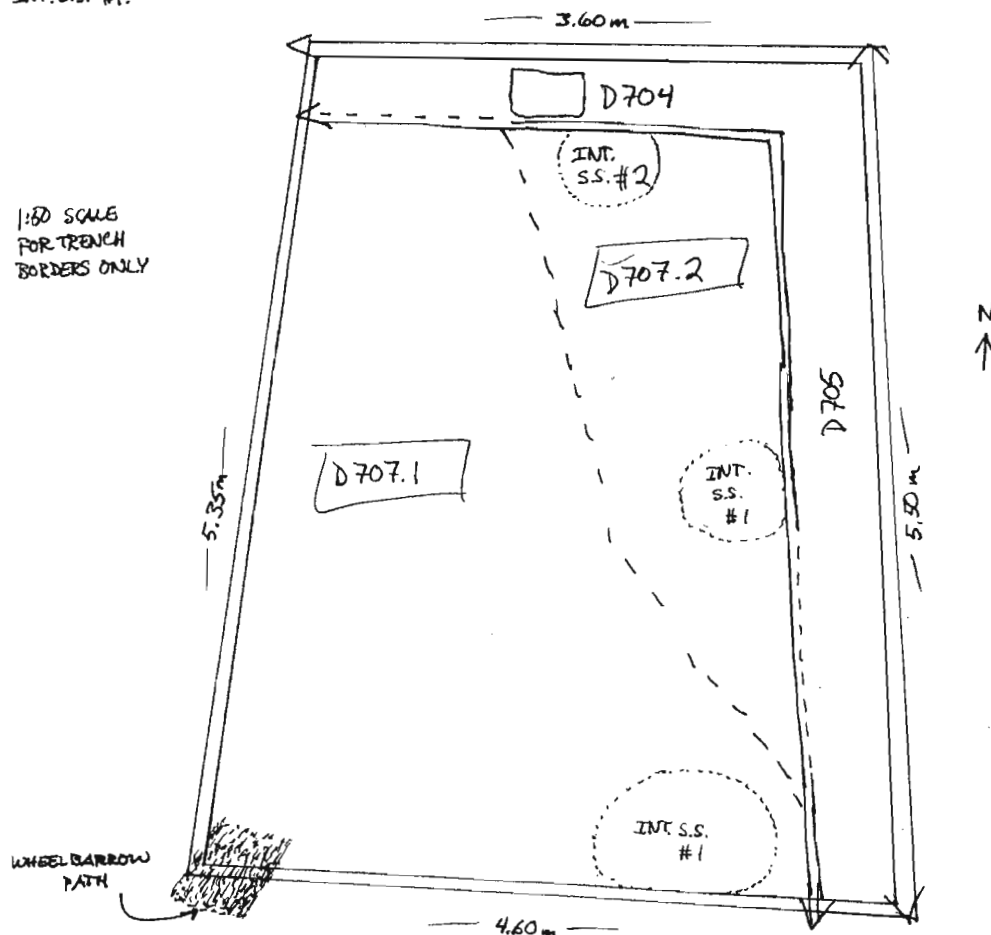 3.60m
D704
INT.
S.S. #2
1:50 SCALE
FOR TRENCH
BORDERS ONLY
D707.2
N
D705
D707.1
INT.
S.S.
#1
5.35m
5.50m
INT. S.S.
#1
WHEELBARROW
PATH
4.60m